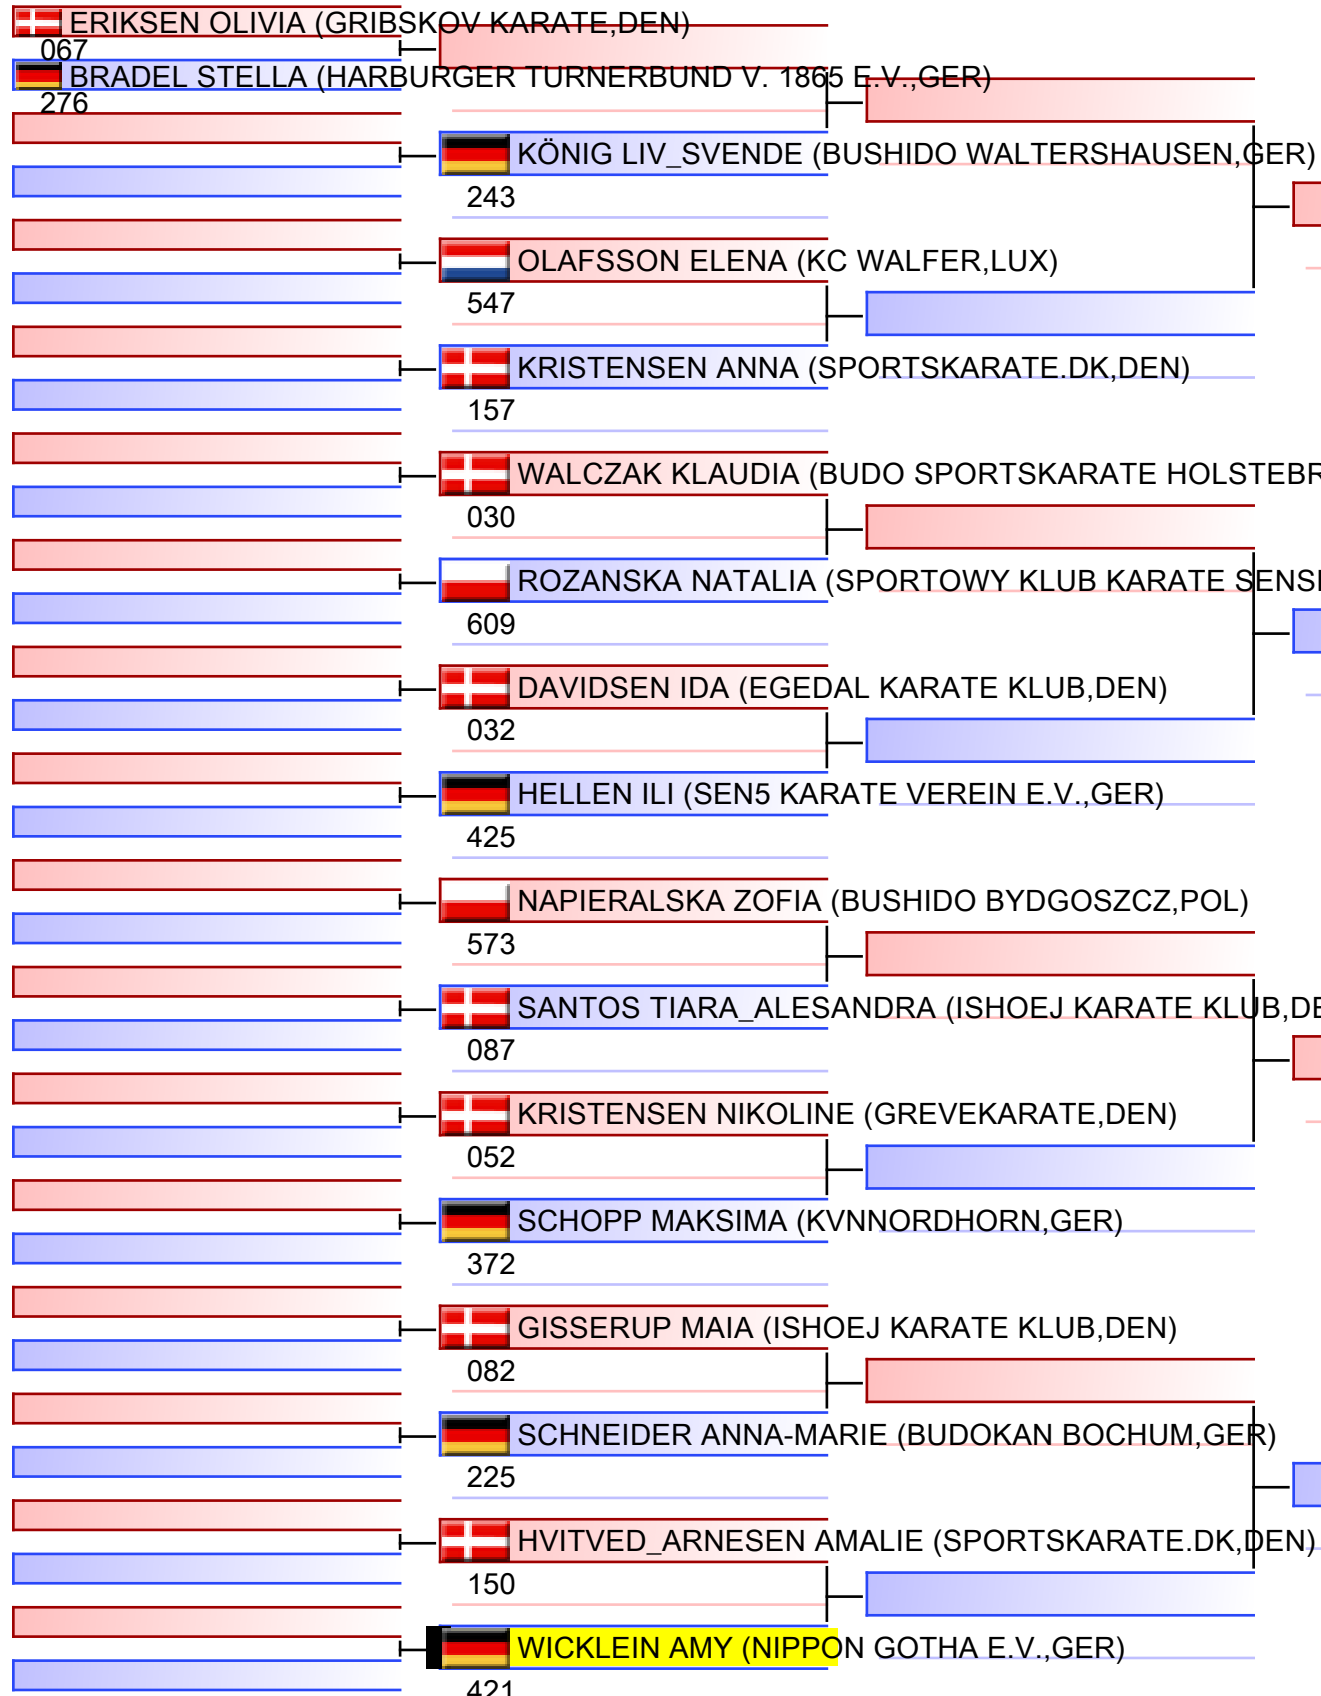 ERIKSEN OLIVIA (GRIBSKOV KARATE,DEN)
067
BRADEL STELLA (HARBURGER TURNERBUND V. 1865 E.V.,GER)
276
KÖNIG LIV_SVENDE (BUSHIDO WALTERSHAUSEN,GER)
243
OLAFSSON ELENA (KC WALFER,LUX)
547
KRISTENSEN ANNA (SPORTSKARATE.DK,DEN)
157
WALCZAK KLAUDIA (BUDO SPORTSKARATE HOLSTEBR
030
ROZANSKA NATALIA (SPORTOWY KLUB KARATE SENSE
609
DAVIDSEN IDA (EGEDAL KARATE KLUB,DEN)
032
HELLEN ILI (SEN5 KARATE VEREIN E.V.,GER)
425
NAPIERALSKA ZOFIA (BUSHIDO BYDGOSZCZ,POL)
573
SANTOS TIARA_ALESANDRA (ISHOEJ KARATE KLUB,DE
087
KRISTENSEN NIKOLINE (GREVEKARATE,DEN)
052
SCHOPP MAKSIMA (KVNNORDHORN,GER)
372
GISSERUP MAIA (ISHOEJ KARATE KLUB,DEN)
082
SCHNEIDER ANNA-MARIE (BUDOKAN BOCHUM,GER)
225
HVITVED_ARNESEN AMALIE (SPORTSKARATE.DK,DEN)
150
WICKLEIN AMY (NIPPON GOTHA E.V.,GER)
421